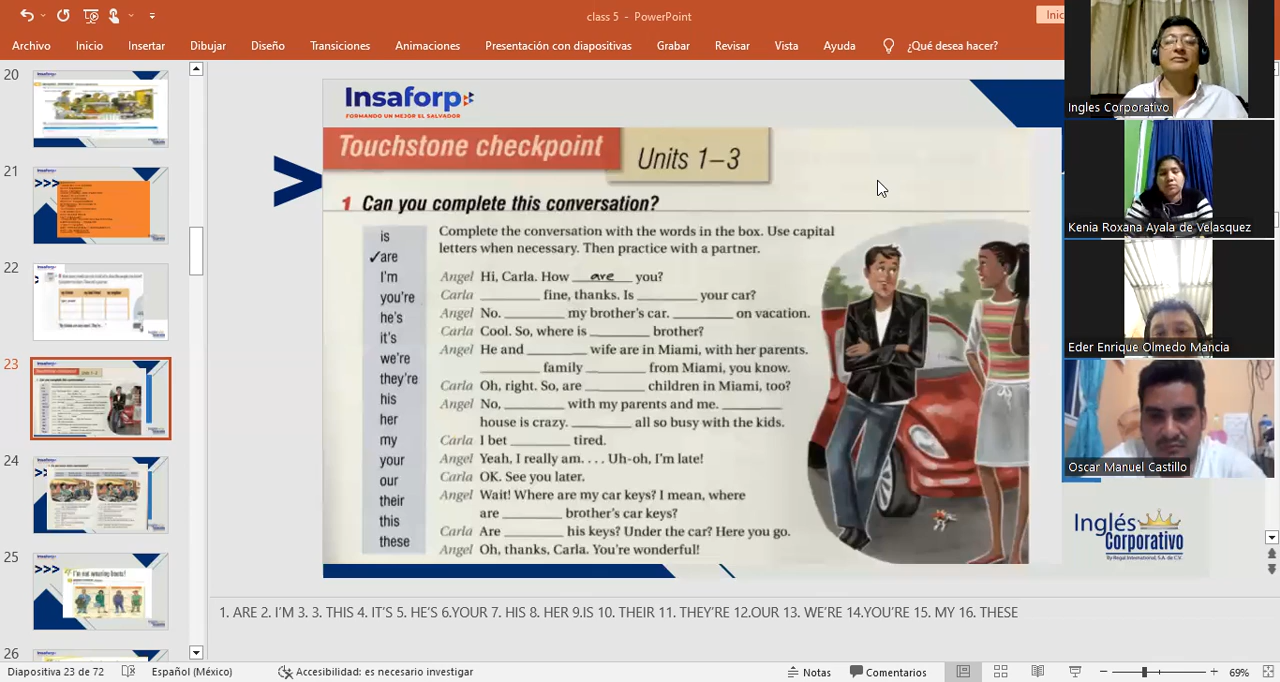 class 5 - PowerPoint
Inic
Archivo Inicio Insertar Dibujar Diseño Transiciones Animaciones Presentación con diapositivas Grabar Revisar Vista Ayuda ¿Qué desea hacer?
20
21
22
23
24
25
26
Insaforp
FORMANDO UN MEJOR EL SALVADOR
Touchstone checkpoint Units 1–3
1 Can you complete this conversation?
Complete the conversation with the words in the box. Use capital
letters when necessary. Then practice with a partner.
is
✓are
I'm
you're
he's
it's
we're
they're
his
her
my
your
our
their
this
these
Angel Hi, Carla. How are you?
Carla ________ fine, thanks. Is ________ your car?
Angel No. ________ my brother's car. ________ on vacation.
Carla Cool. So, where is ________ brother?
Angel He and ________ wife are in Miami, with her parents.
________ family ________ from Miami, you know.
Carla Oh, right. So, are ________ children in Miami, too?
Angel No, ________ with my parents and me. ________
house is crazy. ________ all so busy with the kids.
Carla I bet ________ tired.
Angel Yeah, I really am. . . . Uh-oh, I'm late!
Carla OK. See you later.
Angel Wait! Where are my car keys? I mean, where
are ________ brother's car keys?
Carla Are ________ his keys? Under the car? Here you go.
Angel Oh, thanks, Carla. You're wonderful!
Inglés
Corporativo
By Regal International, S.A. de C.V.
Ingles Corporativo
Kenia Roxana Ayala de Velasquez
Eder Enrique Olmedo Mancia
Oscar Manuel Castillo
1. ARE 2. I'M 3. 3. THIS 4. IT'S 5. HE'S 6.YOUR 7. HIS 8. HER 9.IS 10. THEIR 11. THEY'RE 12.OUR 13. WE'RE 14.YOU'RE 15. MY 16. THESE
Diapositiva 23 de 72 Español (México) Accesibilidad: es necesario investigar Notas Comentarios 69%